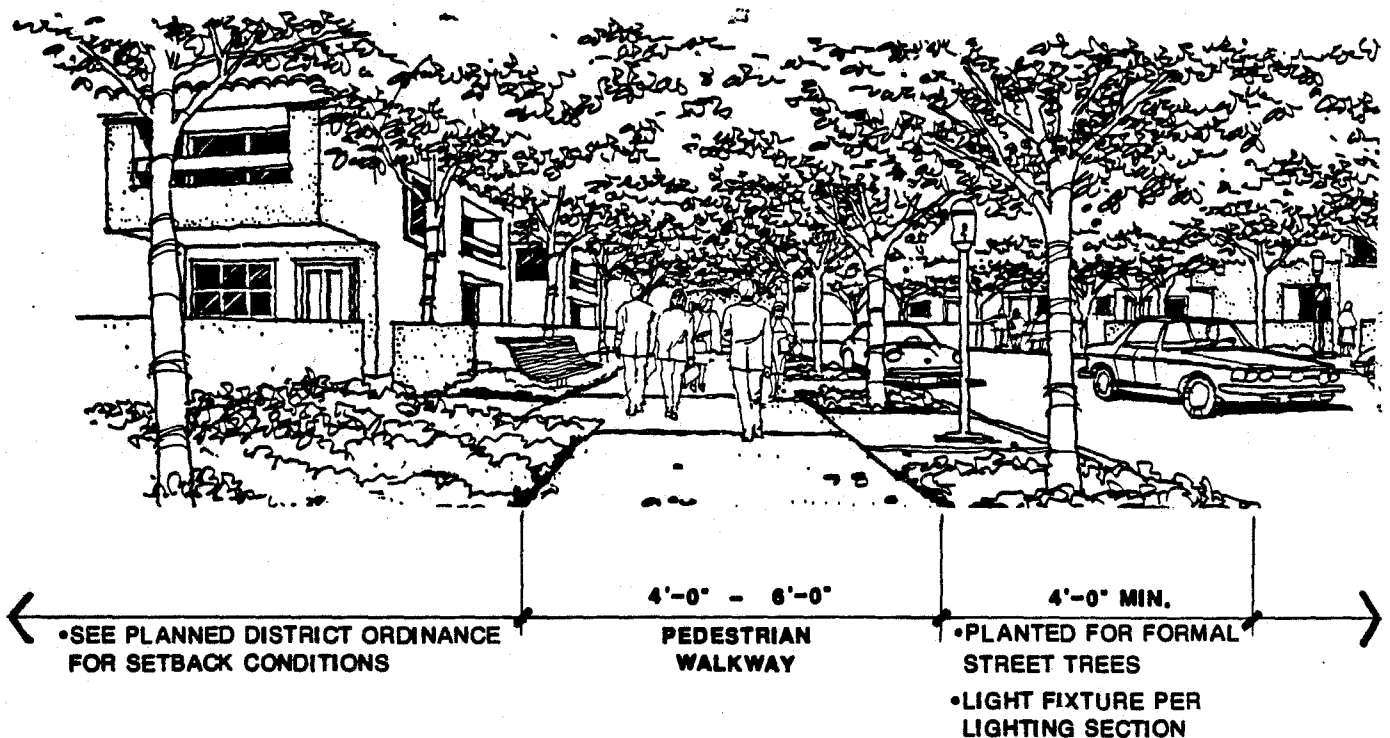 4'-0" - 6'-0"
4'-0" MIN.
•SEE PLANNED DISTRICT ORDINANCE
FOR SETBACK CONDITIONS
PEDESTRIAN
WALKWAY
•PLANTED FOR FORMAL
STREET TREES
•LIGHT FIXTURE PER
LIGHTING SECTION